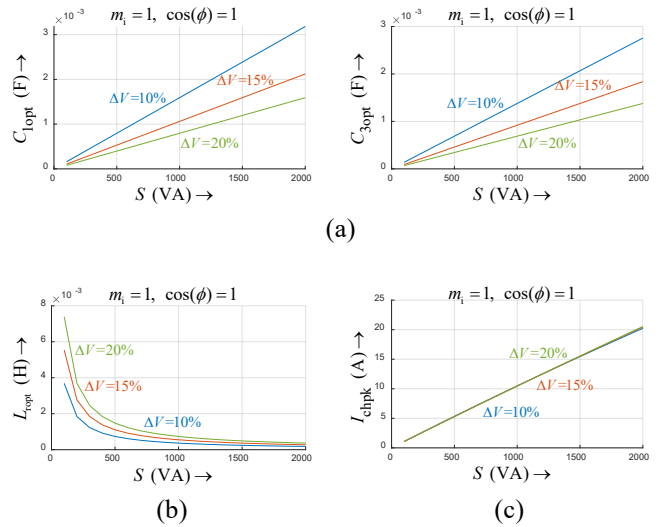 m_i = 1, cos(ϕ) = 1
× 10^-3
3
2
1
0
C_1opt (F) →
ΔV=10%
ΔV=15%
ΔV=20%
0 500 1000 1500 2000
S (VA) →
m_i = 1, cos(ϕ) = 1
× 10^-3
3
2
1
0
C_3opt (F) →
ΔV=10%
ΔV=15%
ΔV=20%
0 500 1000 1500 2000
S (VA) →
(a)
m_i = 1, cos(ϕ) = 1
× 10^-3
8
6
4
2
0
L_ropt (H) →
ΔV=20%
ΔV=15%
ΔV=10%
0 500 1000 1500 2000
S (VA) →
(b)
m_i = 1, cos(ϕ) = 1
25
20
15
10
5
0
I_chpk (A) →
ΔV=20%
ΔV=15%
ΔV=10%
0 500 1000 1500 2000
S (VA) →
(c)